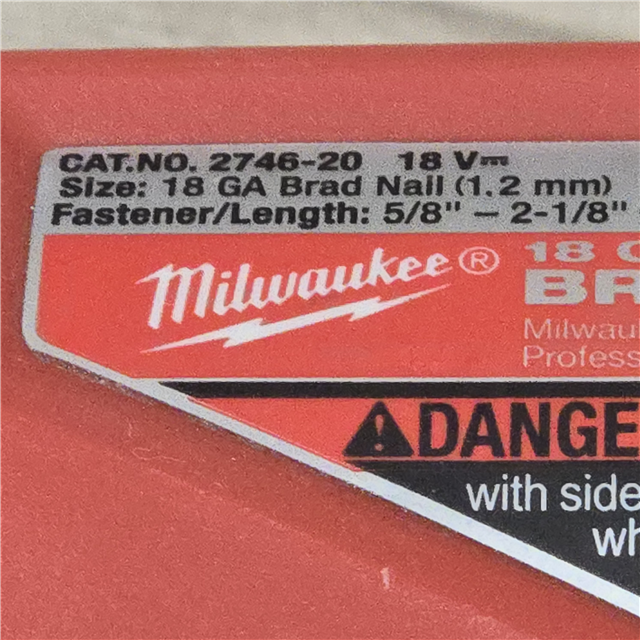 CAT.NO. 2746-20 18 V⎓
Size: 18 GA Brad Nail (1.2 mm)
Fastener/Length: 5/8" – 2-1/8"
Milwaukee®
18 G
BR
Milwau
Profess
⚠DANGE
with side
wh